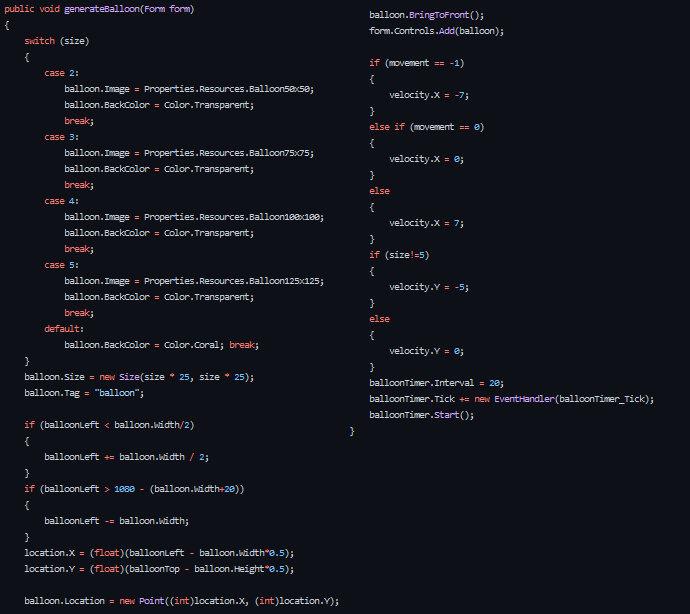 public void generateBalloon(Form form)
{
    switch (size)
    {
        case 2:
            balloon.Image = Properties.Resources.Balloon50x50;
            balloon.BackColor = Color.Transparent;
            break;
        case 3:
            balloon.Image = Properties.Resources.Balloon75x75;
            balloon.BackColor = Color.Transparent;
            break;
        case 4:
            balloon.Image = Properties.Resources.Balloon100x100;
            balloon.BackColor = Color.Transparent;
            break;
        case 5:
            balloon.Image = Properties.Resources.Balloon125x125;
            balloon.BackColor = Color.Transparent;
            break;
        default:
            balloon.BackColor = Color.Coral; break;
    }
    balloon.Size = new Size(size * 25, size * 25);
    balloon.Tag = "balloon";

    if (balloonLeft < balloon.Width/2)
    {
        balloonLeft += balloon.Width / 2;
    }
    if (balloonLeft > 1080 - (balloon.Width+20))
    {
        balloonLeft -= balloon.Width;
    }
    location.X = (float)(balloonLeft - balloon.Width*0.5);
    location.Y = (float)(balloonTop - balloon.Height*0.5);

    balloon.Location = new Point((int)location.X, (int)location.Y);
    balloon.BringToFront();
    form.Controls.Add(balloon);

    if (movement == -1)
    {
        velocity.X = -7;
    }
    else if (movement == 0)
    {
        velocity.X = 0;
    }
    else
    {
        velocity.X = 7;
    }
    if (size!=5)
    {
        velocity.Y = -5;
    }
    else
    {
        velocity.Y = 0;
    }
    balloonTimer.Interval = 20;
    balloonTimer.Tick += new EventHandler(balloonTimer_Tick);
    balloonTimer.Start();
}